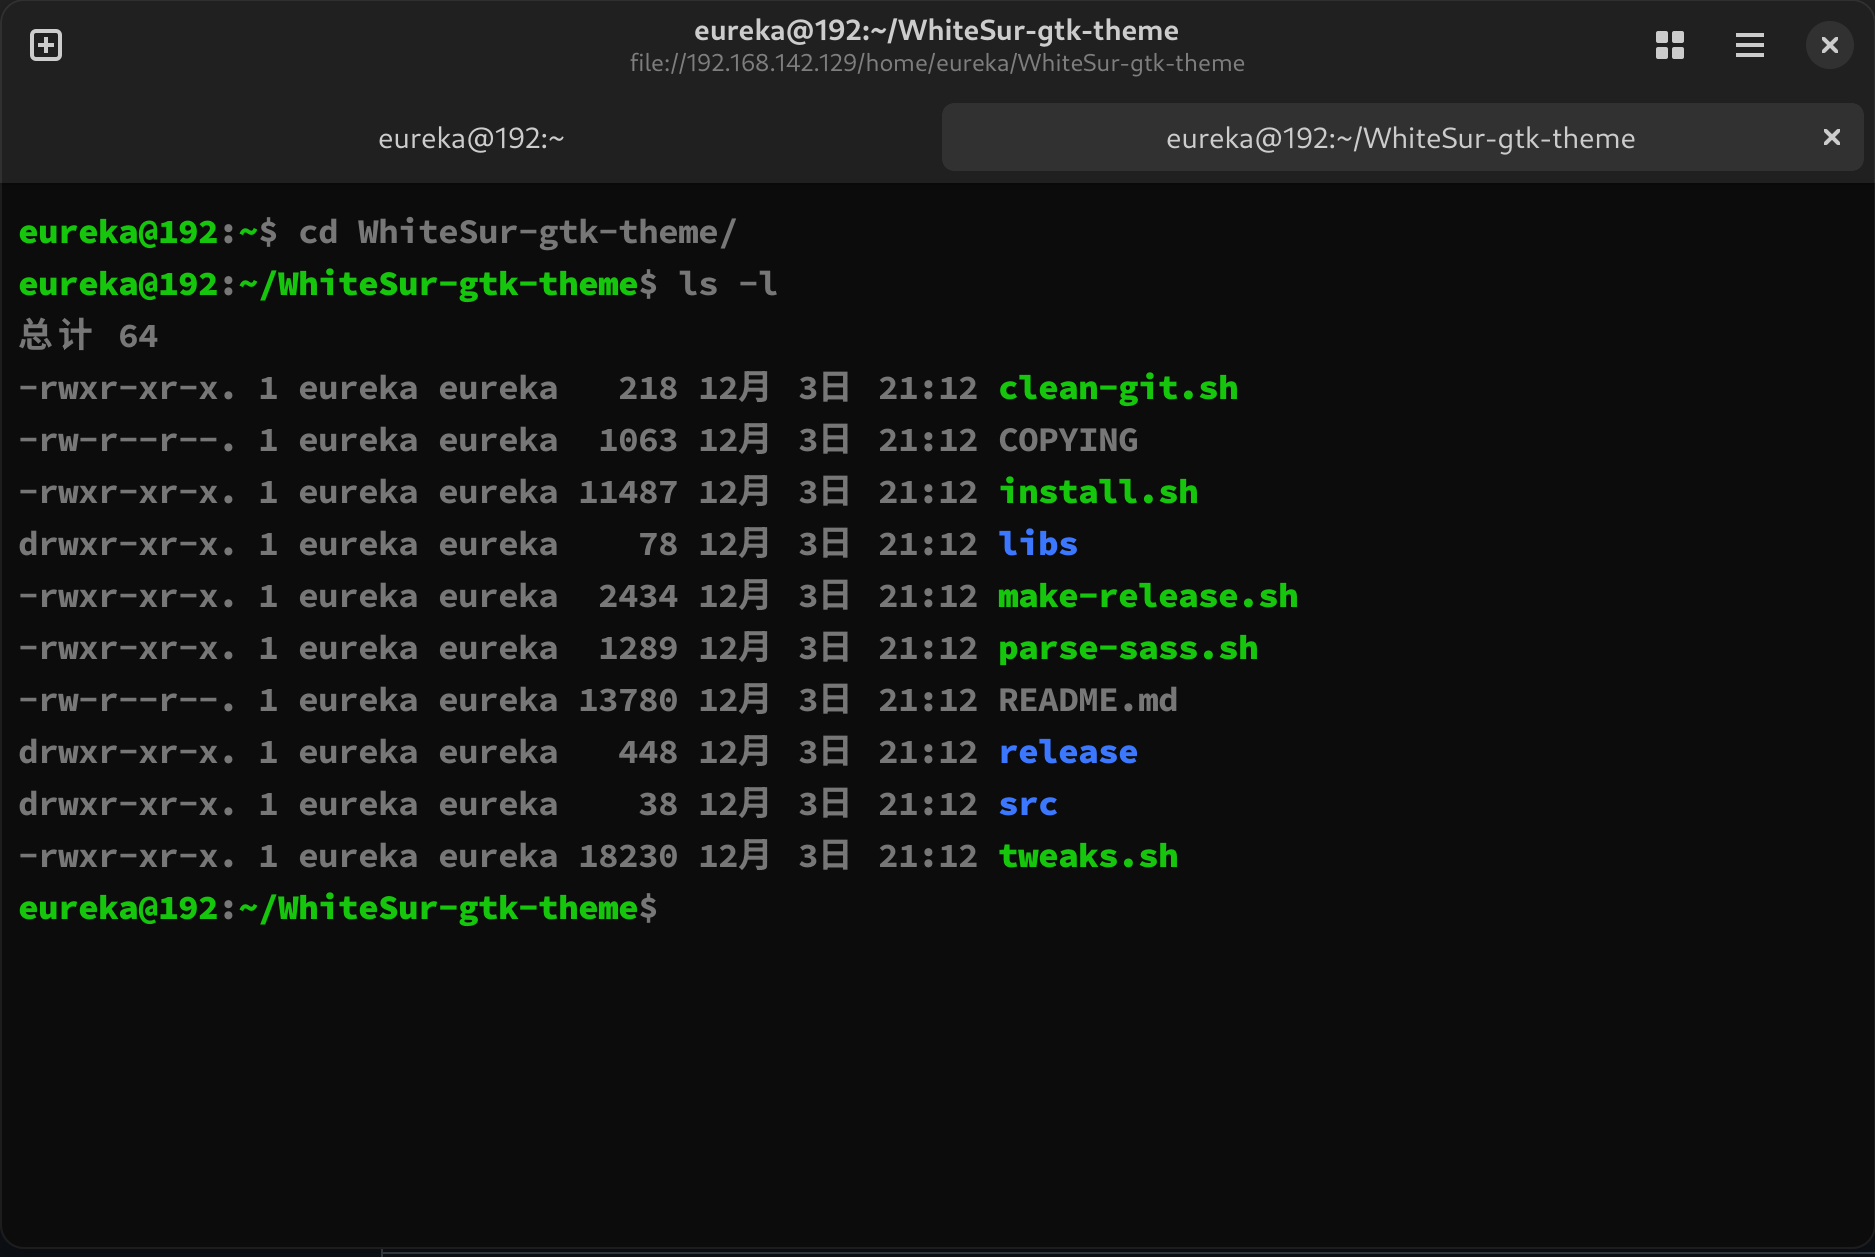 eureka@192:~/WhiteSur-gtk-theme
file://192.168.142.129/home/eureka/WhiteSur-gtk-theme
eureka@192:~
eureka@192:~/WhiteSur-gtk-theme
eureka@192:~$ cd WhiteSur-gtk-theme/
eureka@192:~/WhiteSur-gtk-theme$ ls -l
总计 64
-rwxr-xr-x. 1 eureka eureka   218 12月  3日 21:12 clean-git.sh
-rw-r--r--. 1 eureka eureka  1063 12月  3日 21:12 COPYING
-rwxr-xr-x. 1 eureka eureka 11487 12月  3日 21:12 install.sh
drwxr-xr-x. 1 eureka eureka    78 12月  3日 21:12 libs
-rwxr-xr-x. 1 eureka eureka  2434 12月  3日 21:12 make-release.sh
-rwxr-xr-x. 1 eureka eureka  1289 12月  3日 21:12 parse-sass.sh
-rw-r--r--. 1 eureka eureka 13780 12月  3日 21:12 README.md
drwxr-xr-x. 1 eureka eureka   448 12月  3日 21:12 release
drwxr-xr-x. 1 eureka eureka    38 12月  3日 21:12 src
-rwxr-xr-x. 1 eureka eureka 18230 12月  3日 21:12 tweaks.sh
eureka@192:~/WhiteSur-gtk-theme$